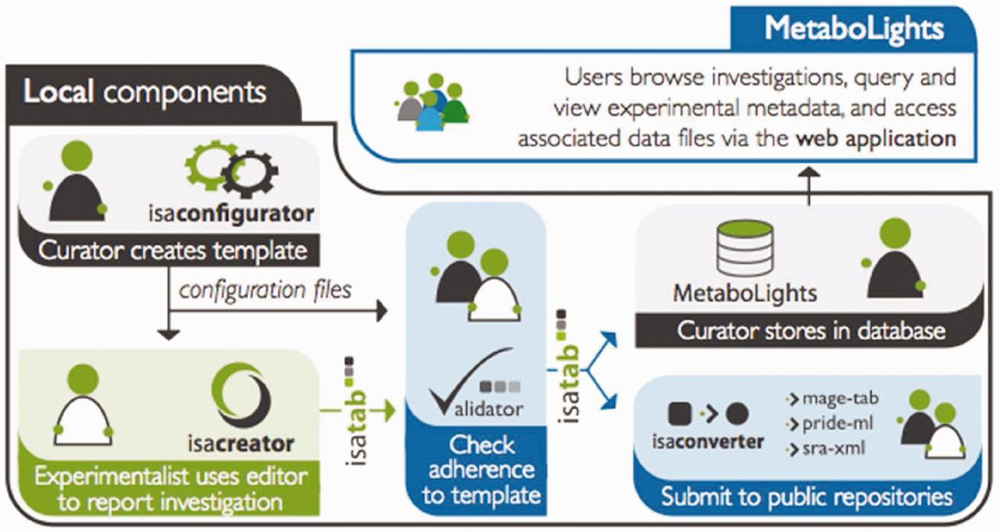 MetaboLights
Users browse investigations, query and
view experimental metadata, and access
associated data files via the web application
Local components
isaconfigurator
Curator creates template
configuration files
isacreator
Experimentalist uses editor
to report investigation
isatab
alidator
Check
adherence
to template
isatab
MetaboLights
Curator stores in database
isaconverter
mage-tab
pride-ml
sra-xml
Submit to public repositories